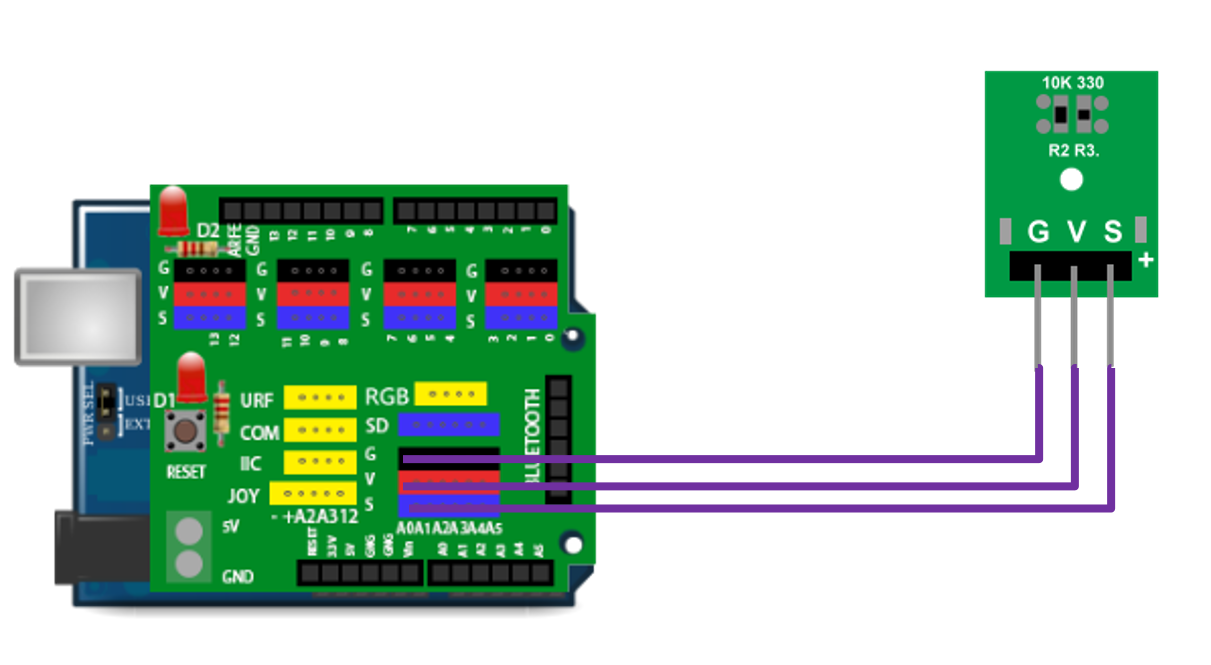 10K 330
R2 R3.
G V S
+
D2
ARFE
GND
13
12
11
10
9
8
7
6
5
4
3
2
1
0
G
V
S
G
V
S
G
V
S
G
V
S
13
12
11
10
9
8
7
6
5
4
3
2
1
0
D1
PWR SEL
USB
EXT
RESET
URF
COM
IIC
JOY
- +A2A312
RGB
SD
G
V
S
A0A1A2A3A4A5
BLUETOOTH
5V
GND
RESET
3.3V
5V
GNG
GNG
Vin
A0
A1
A2
A3
A4
A5